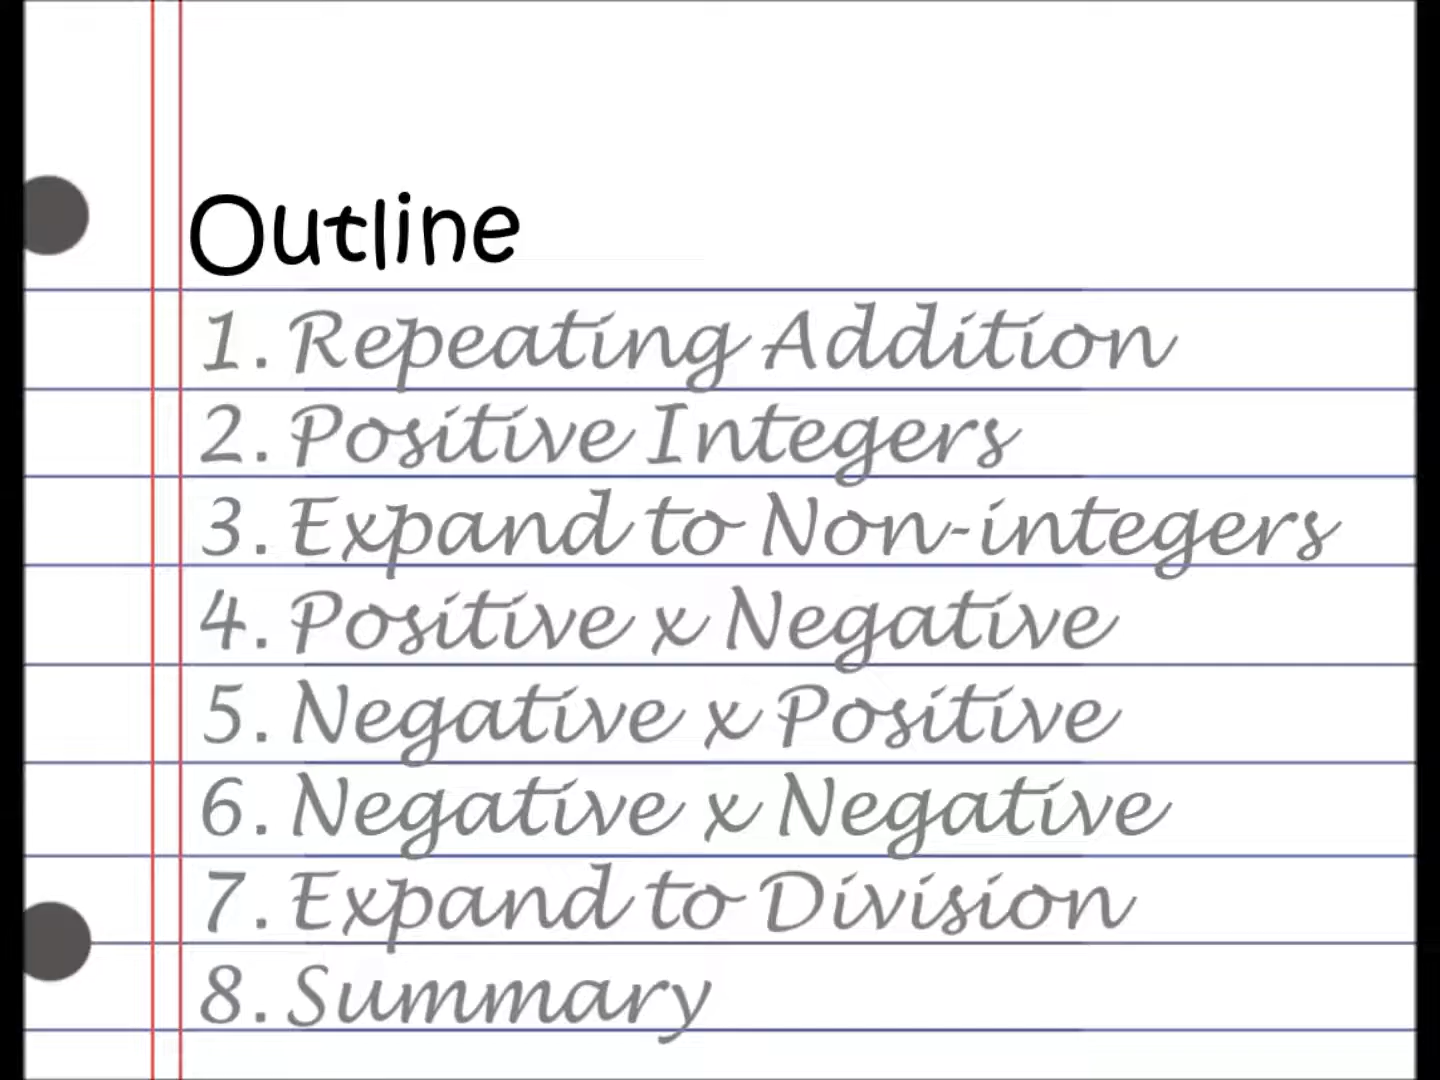 Outline
1. Repeating Addition
2. Positive Integers
3. Expand to Non-integers
4. Positive x Negative
5. Negative x Positive
6. Negative x Negative
7. Expand to Division
8. Summary